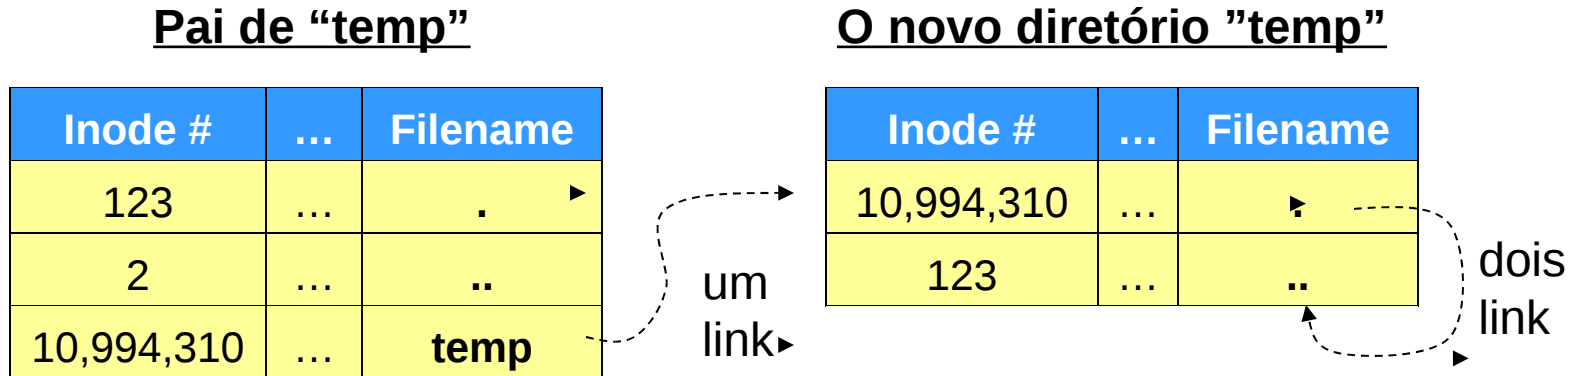 Pai de “temp”
Inode # … Filename
123 … .
2 … ..
10,994,310 … temp
um
link
O novo diretório ”temp”
Inode # … Filename
10,994,310 … .
123 … ..
dois
link